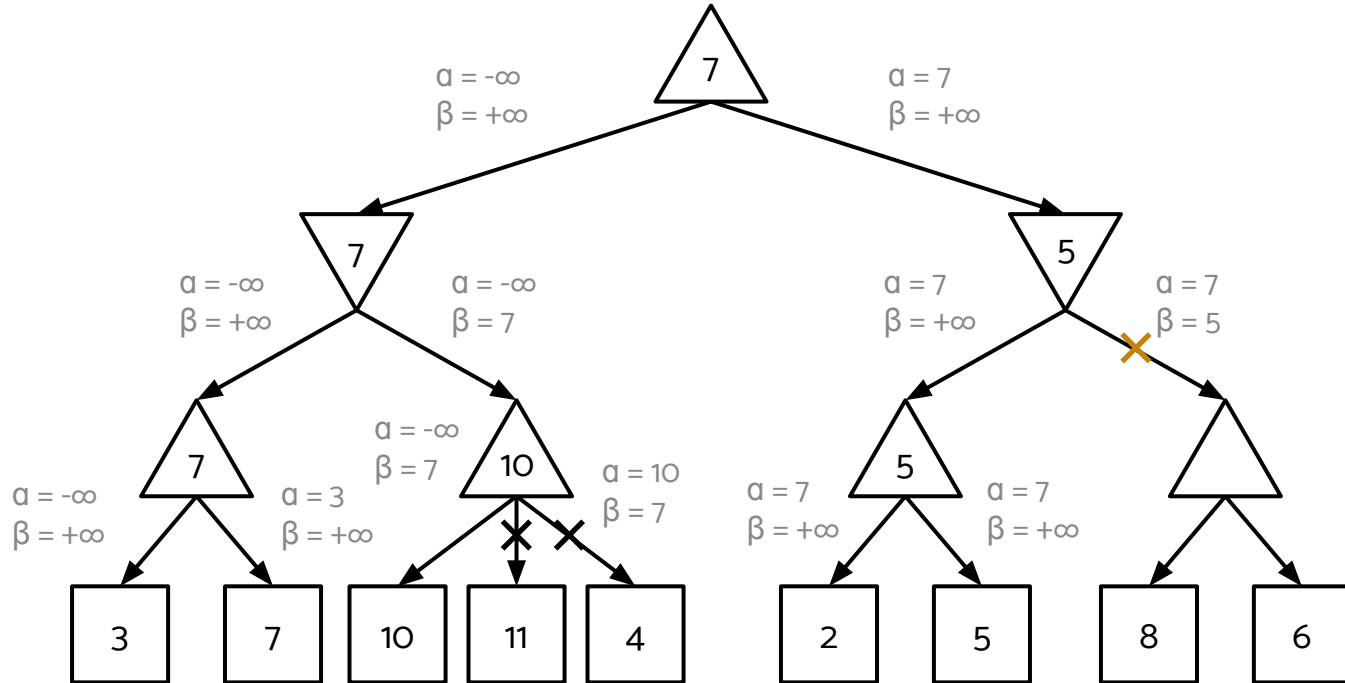 7
α = -∞
β = +∞
α = 7
β = +∞
7
5
α = -∞
β = +∞
α = -∞
β = 7
α = 7
β = +∞
α = 7
β = 5
7
α = -∞
β = 7
10
5
α = -∞
β = +∞
α = 3
β = +∞
α = 10
β = 7
α = 7
β = +∞
α = 7
β = +∞
3
7
10
11
4
2
5
8
6